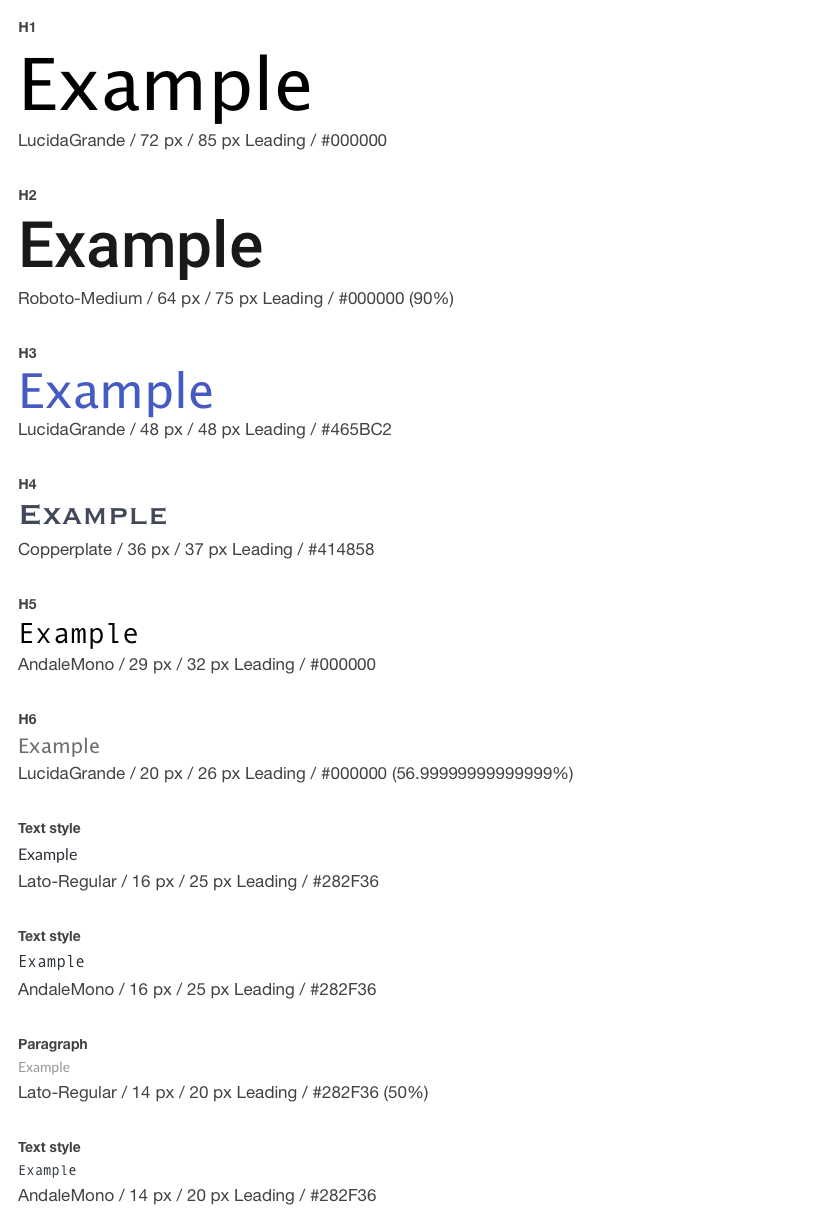 H1
Example
LucidaGrande / 72 px / 85 px Leading / #000000
H2
Example
Roboto-Medium / 64 px / 75 px Leading / #000000 (90%)
H3
Example
LucidaGrande / 48 px / 48 px Leading / #465BC2
H4
Example
Copperplate / 36 px / 37 px Leading / #414858
H5
Example
AndaleMono / 29 px / 32 px Leading / #000000
H6
Example
LucidaGrande / 20 px / 26 px Leading / #000000 (56.99999999999999%)
Text style
Example
Lato-Regular / 16 px / 25 px Leading / #282F36
Text style
Example
AndaleMono / 16 px / 25 px Leading / #282F36
Paragraph
Example
Lato-Regular / 14 px / 20 px Leading / #282F36 (50%)
Text style
Example
AndaleMono / 14 px / 20 px Leading / #282F36